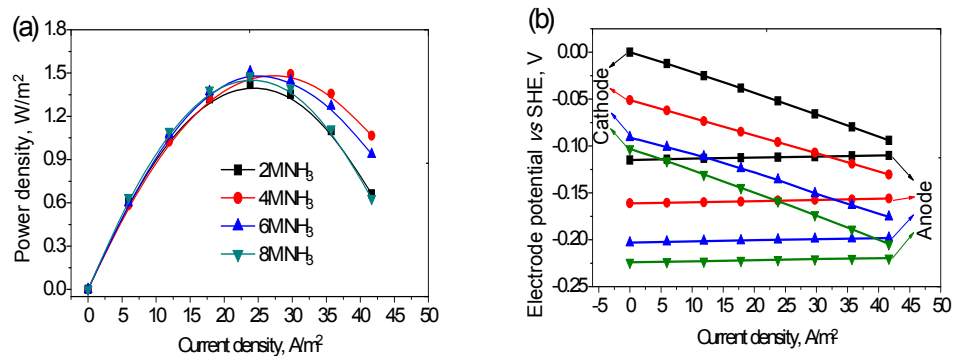 (a)
Power density, W/m²
1.8
1.5
1.2
0.9
0.6
0.3
0.0
2MNH₃
4MNH₃
6MNH₃
8MNH₃
0 5 10 15 20 25 30 35 40 45 50
Current density, A/m²
(b)
Electrode potential vs SHE, V
0.00
-0.05
-0.10
-0.15
-0.20
-0.25
Cathode
Anode
-5 0 5 10 15 20 25 30 35 40 45 50
Current density, A/m²